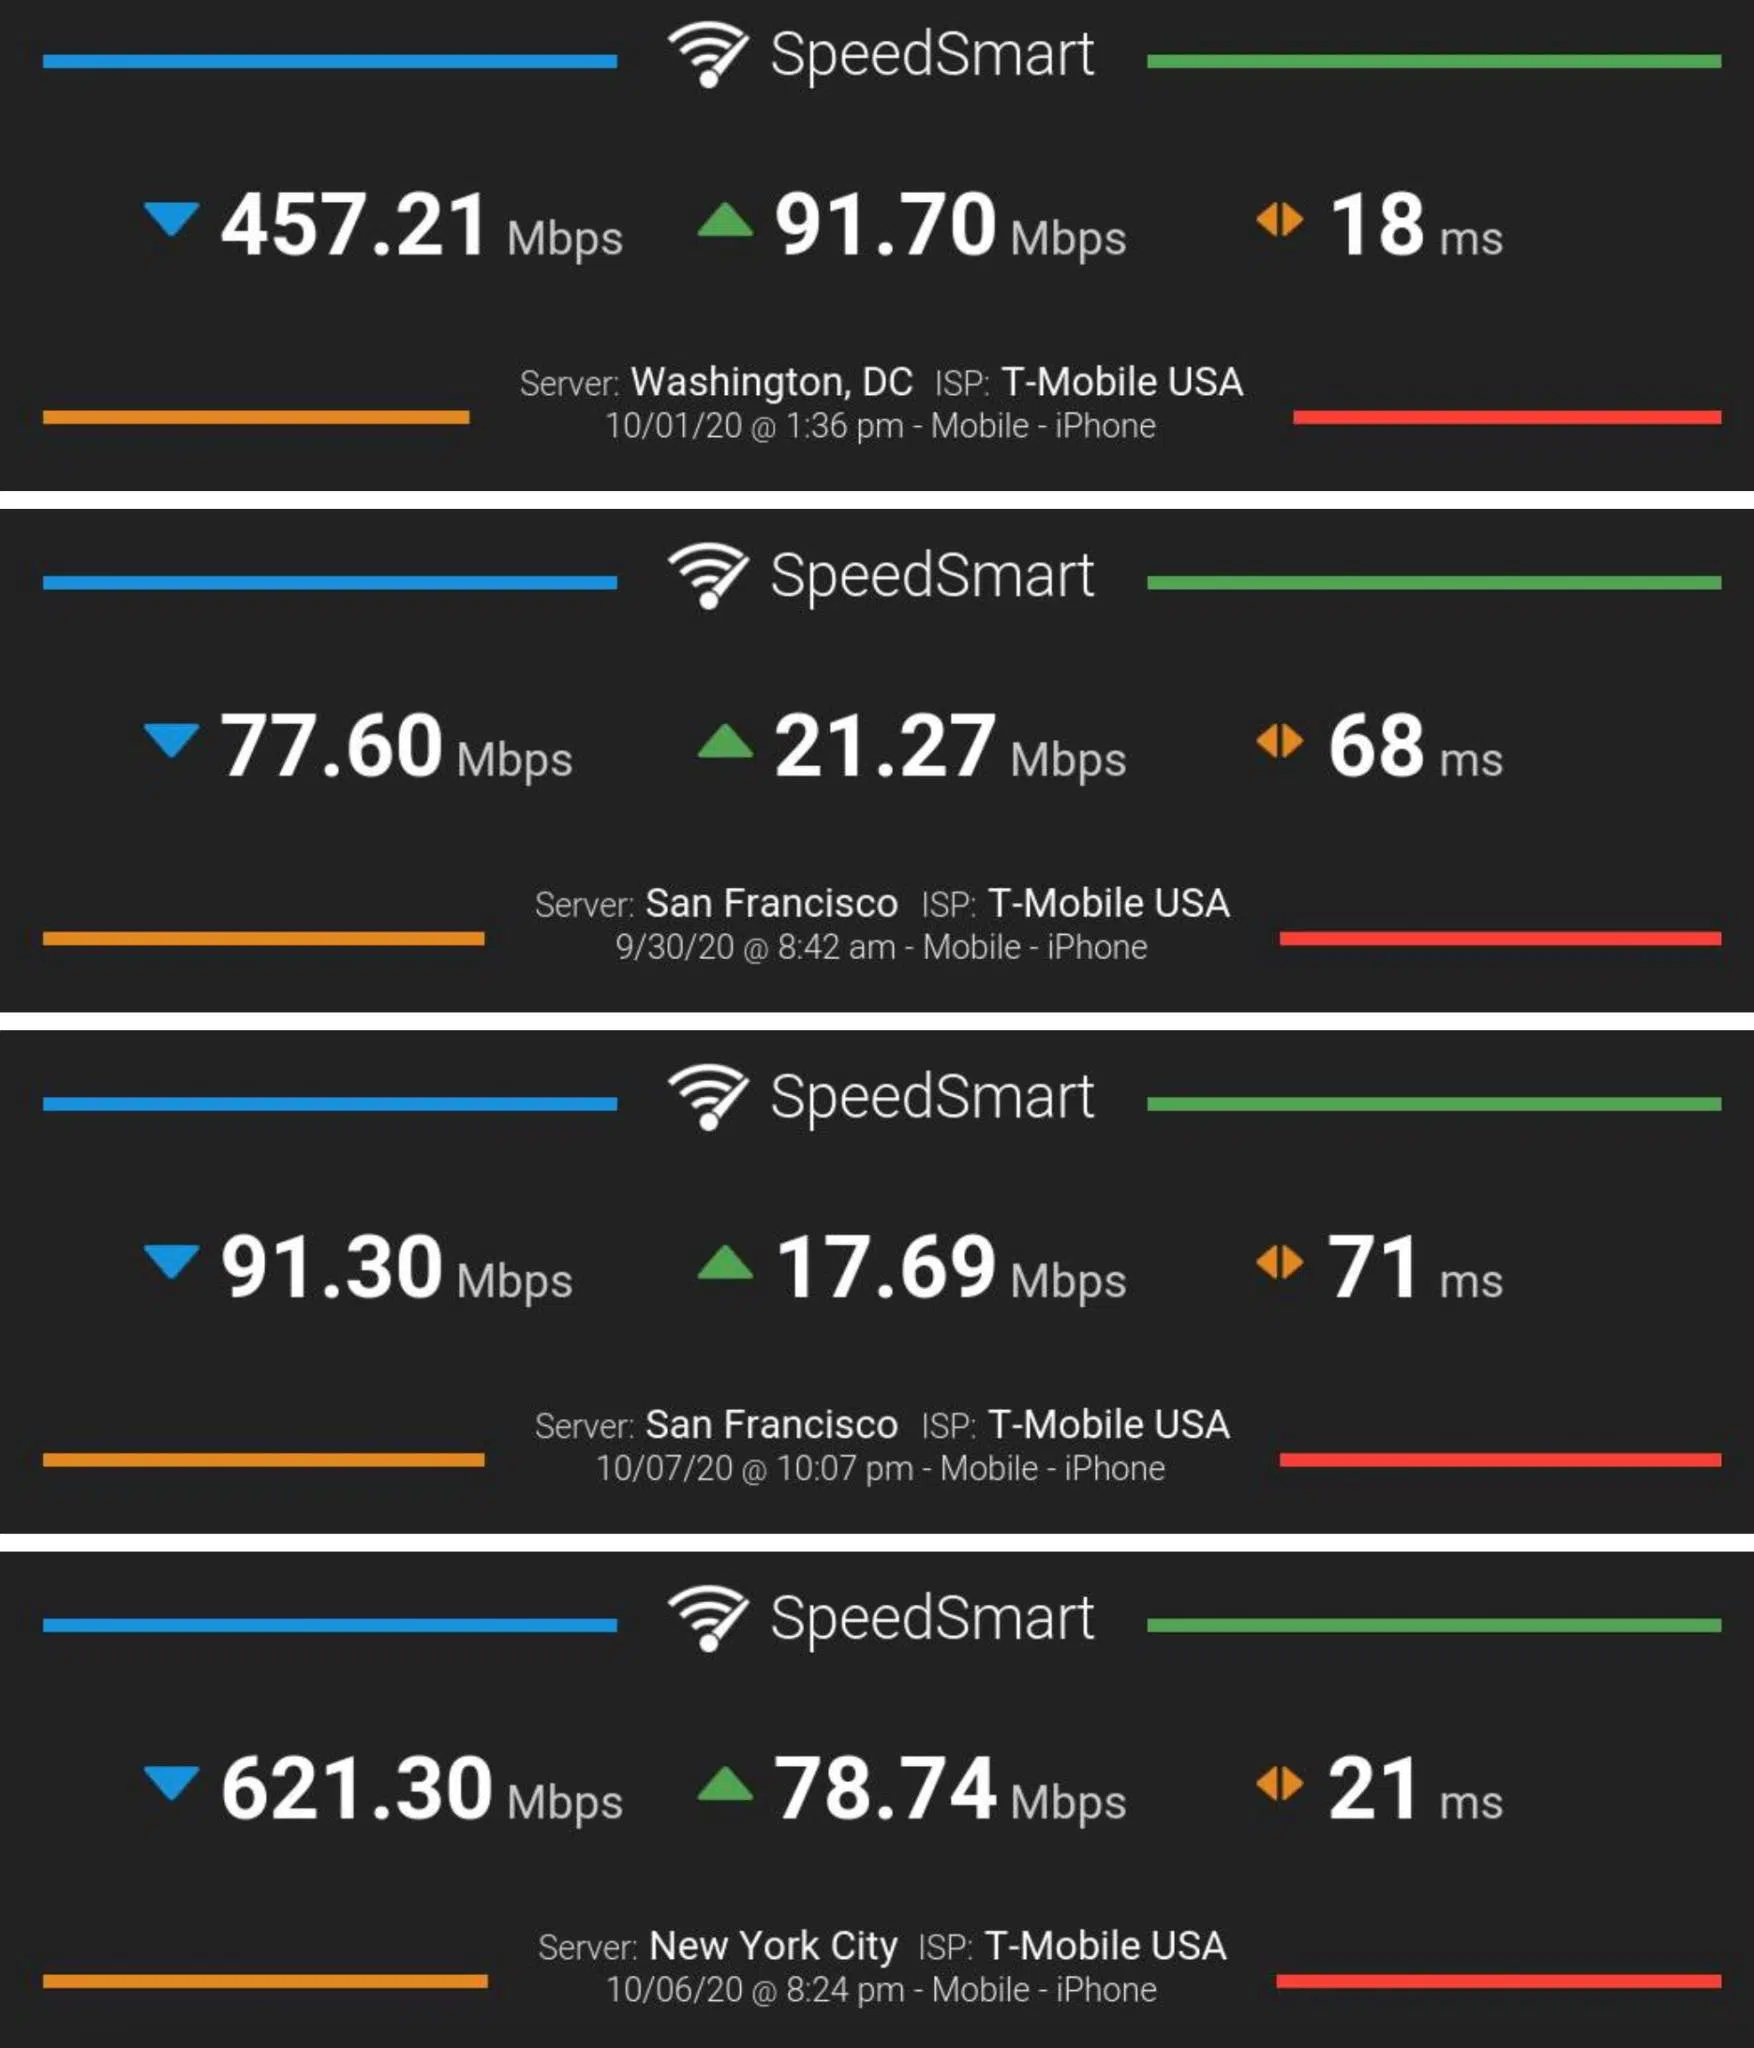 SpeedSmart
457.21 Mbps 91.70 Mbps 18 ms
Server: Washington, DC ISP: T-Mobile USA
10/01/20 @ 1:36 pm - Mobile - iPhone
SpeedSmart
77.60 Mbps 21.27 Mbps 68 ms
Server: San Francisco ISP: T-Mobile USA
9/30/20 @ 8:42 am - Mobile - iPhone
SpeedSmart
91.30 Mbps 17.69 Mbps 71 ms
Server: San Francisco ISP: T-Mobile USA
10/07/20 @ 10:07 pm - Mobile - iPhone
SpeedSmart
621.30 Mbps 78.74 Mbps 21 ms
Server: New York City ISP: T-Mobile USA
10/06/20 @ 8:24 pm - Mobile - iPhone